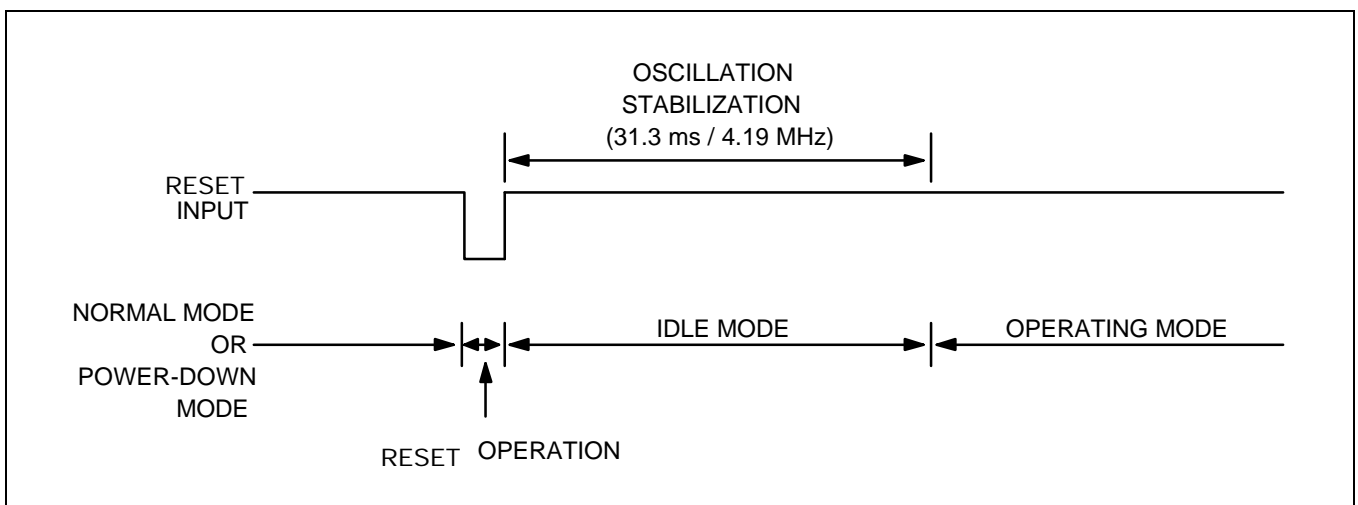 OSCILLATION
STABILIZATION
(31.3 ms / 4.19 MHz)
RESET
INPUT
NORMAL MODE
OR
POWER-DOWN
MODE
IDLE MODE
OPERATING MODE
RESET OPERATION